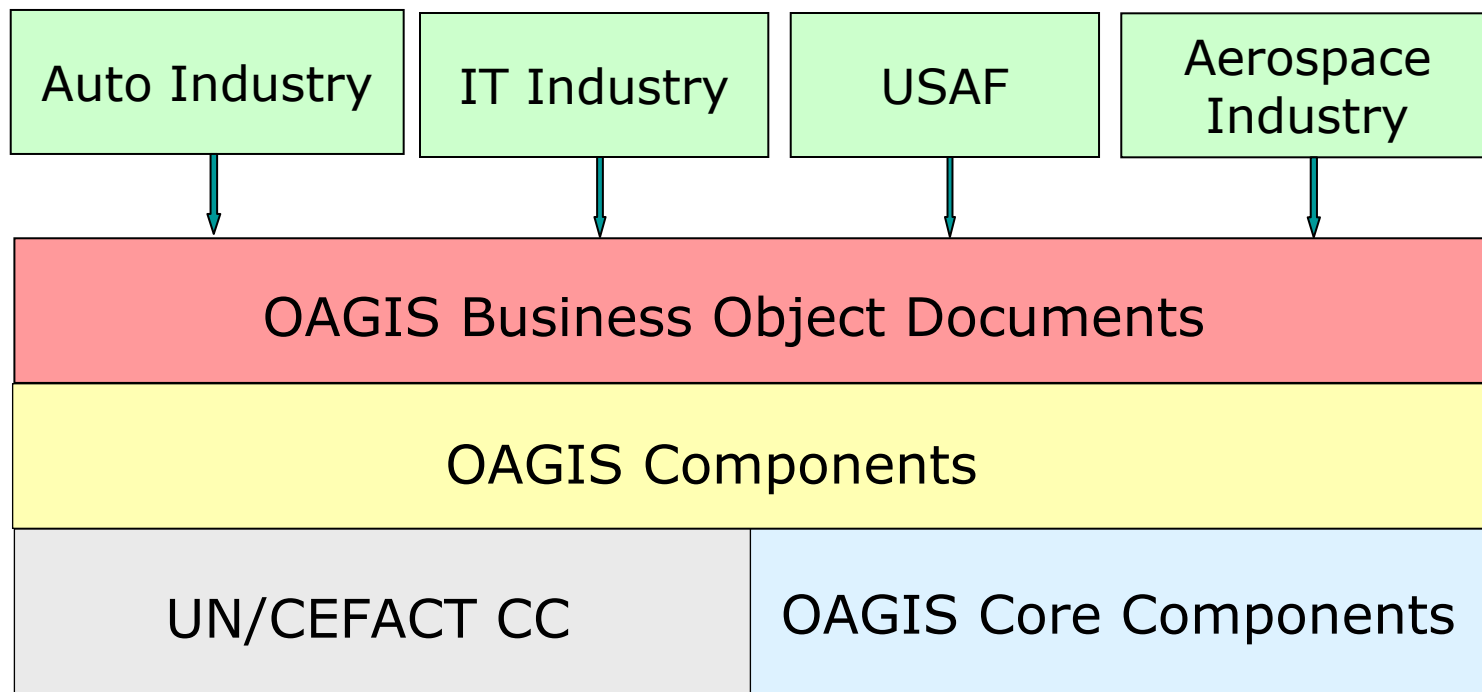 Auto Industry
IT Industry
USAF
Aerospace
Industry
OAGIS Business Object Documents
OAGIS Components
UN/CEFACT CC
OAGIS Core Components